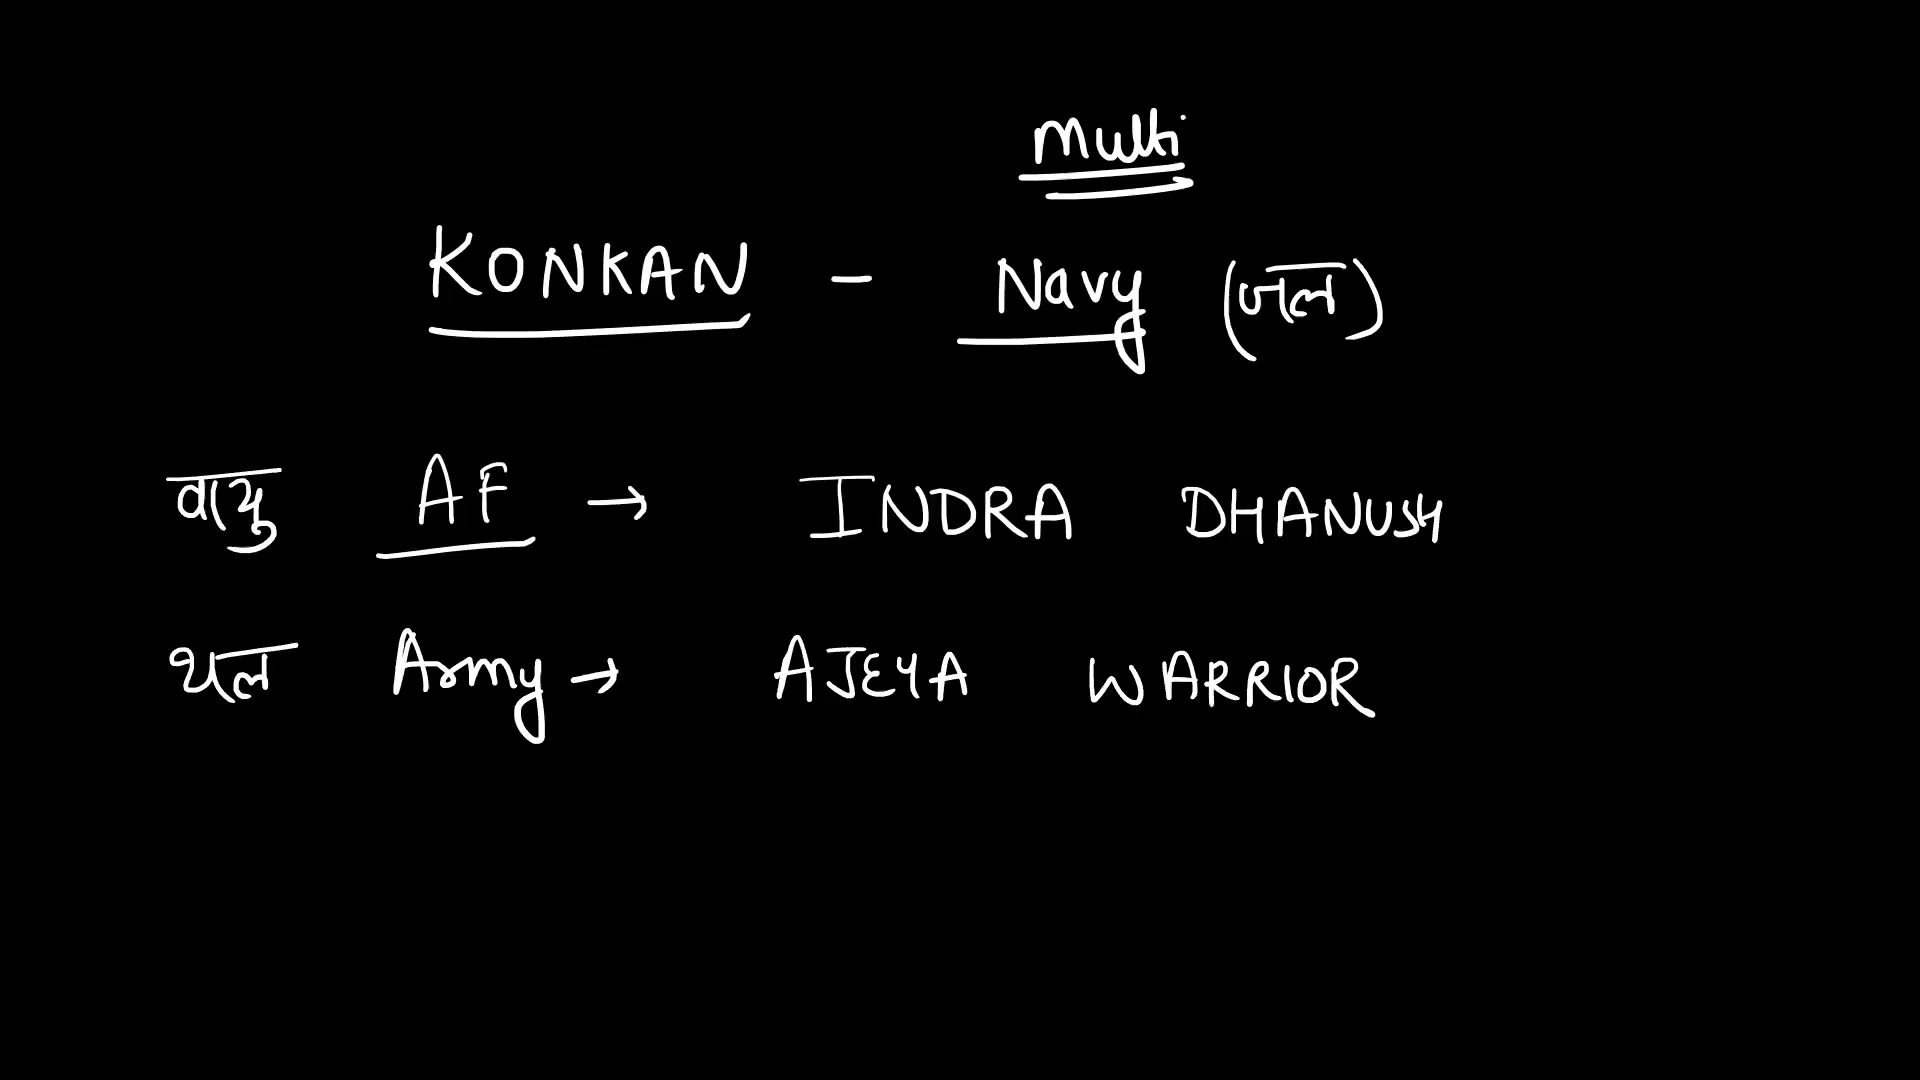 Multi
KONKAN - Navy (जल)
वायु AF → INDRA DHANUSH
थल Army → AJEYA WARRIOR